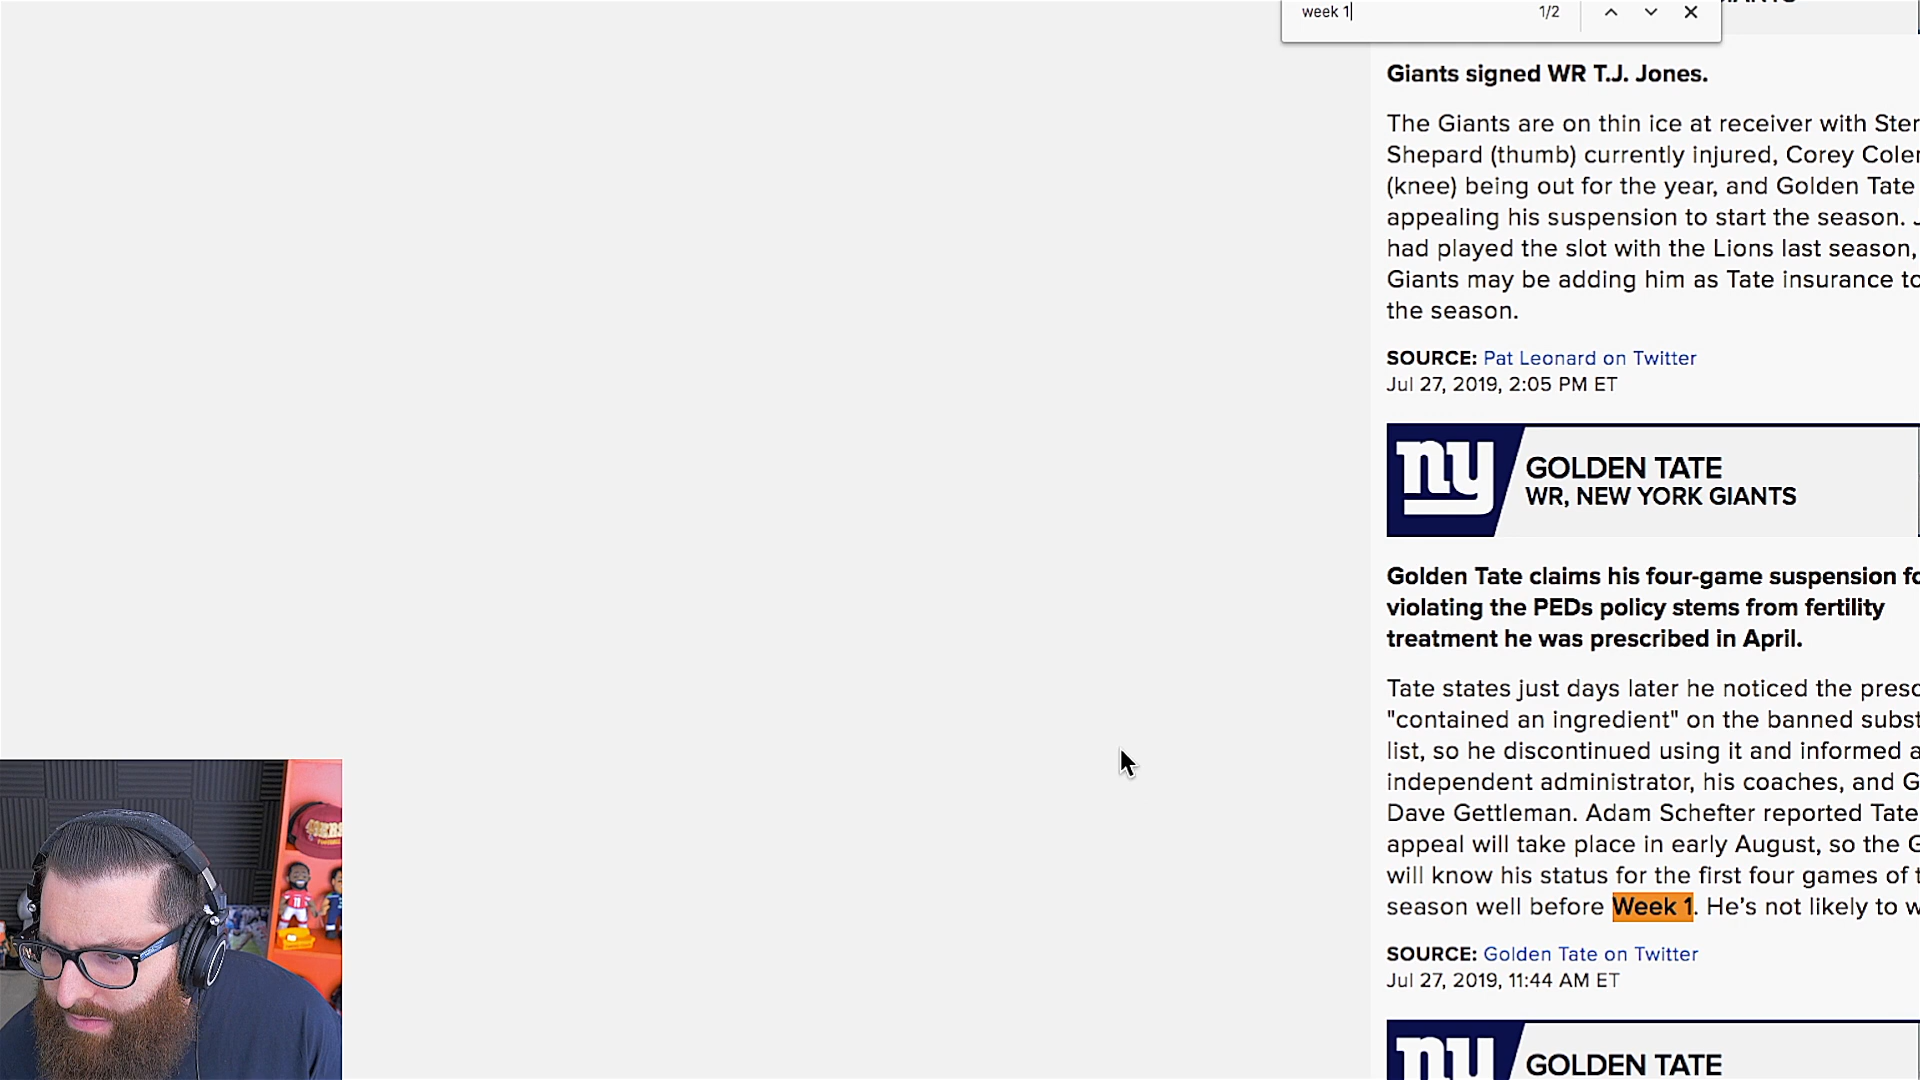 week 1 1/2
Giants signed WR T.J. Jones.
The Giants are on thin ice at receiver with Ster
Shepard (thumb) currently injured, Corey Coler
(knee) being out for the year, and Golden Tate
appealing his suspension to start the season. J
had played the slot with the Lions last season,
Giants may be adding him as Tate insurance to
the season.
SOURCE: Pat Leonard on Twitter
Jul 27, 2019, 2:05 PM ET
ny
GOLDEN TATE
WR, NEW YORK GIANTS
Golden Tate claims his four-game suspension fo
violating the PEDs policy stems from fertility
treatment he was prescribed in April.
Tate states just days later he noticed the presc
"contained an ingredient" on the banned subst
list, so he discontinued using it and informed a
independent administrator, his coaches, and G
Dave Gettleman. Adam Schefter reported Tate
appeal will take place in early August, so the G
will know his status for the first four games of t
season well before Week 1. He's not likely to w
SOURCE: Golden Tate on Twitter
Jul 27, 2019, 11:44 AM ET
ny
GOLDEN TATE